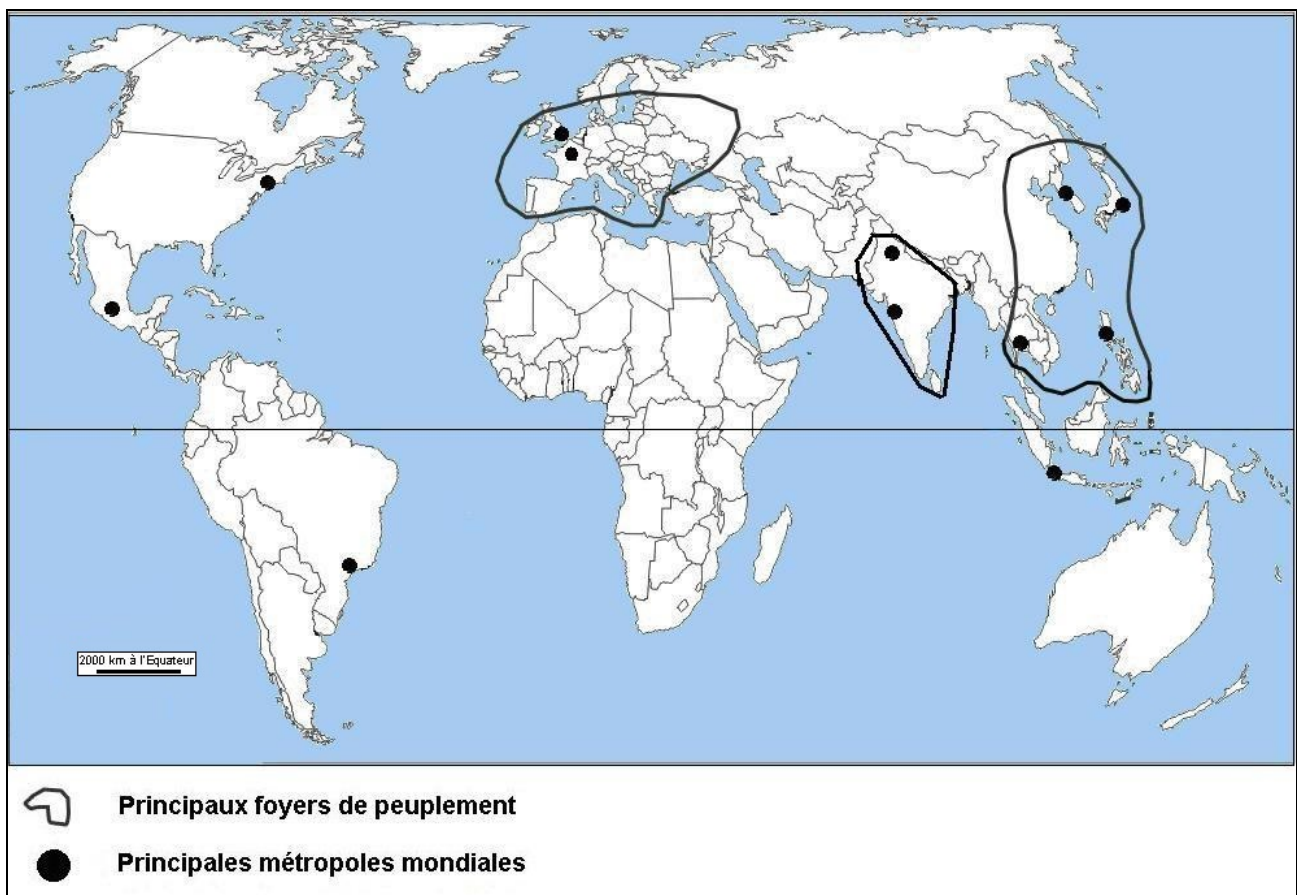 2000 km à l'Equateur
Principaux foyers de peuplement
Principales métropoles mondiales